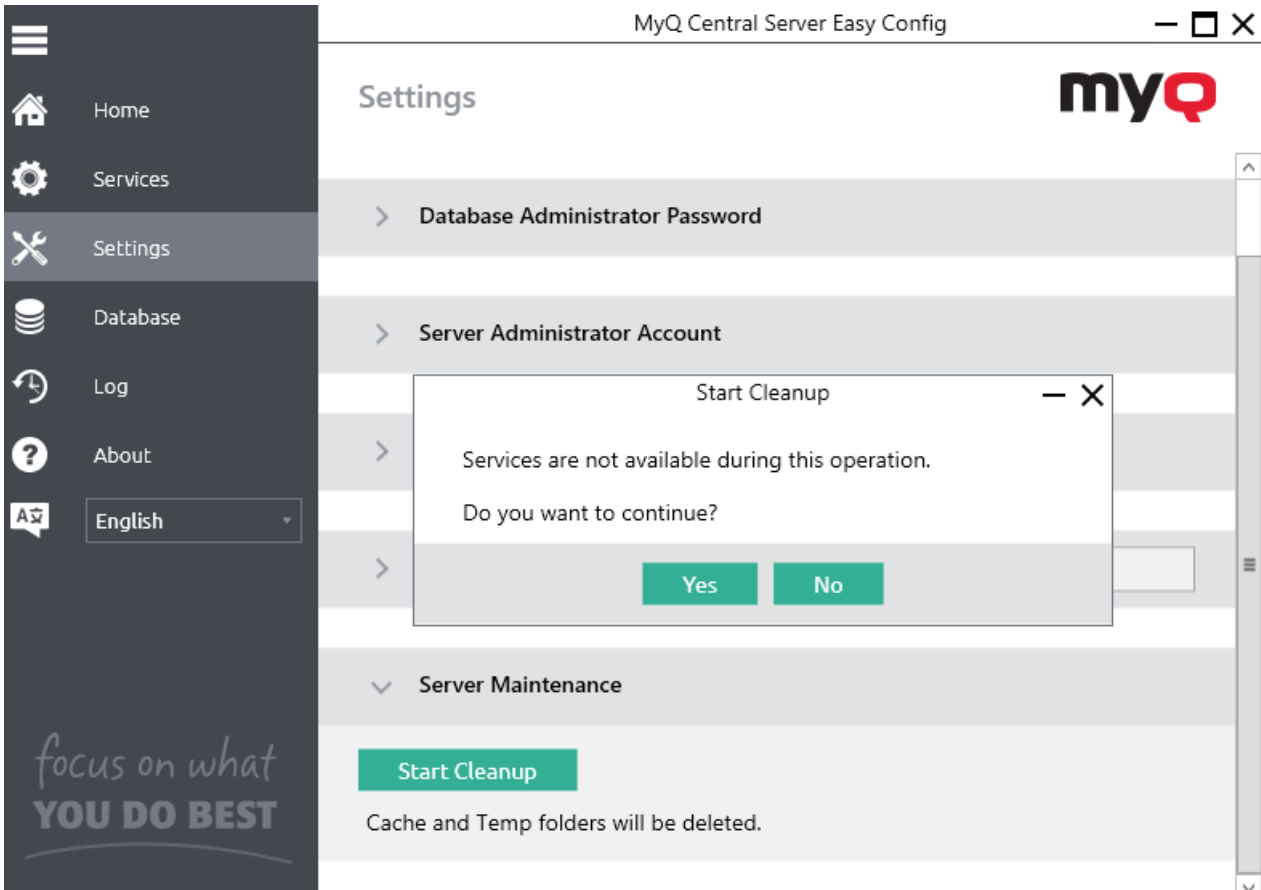 MyQ Central Server Easy Config
Home
Services
Settings
Database
Log
About
A
English
focus on what
YOU DO BEST
Settings
myQ
Database Administrator Password
Server Administrator Account
Start Cleanup
Services are not available during this operation.
Do you want to continue?
Yes
No
Server Maintenance
Start Cleanup
Cache and Temp folders will be deleted.